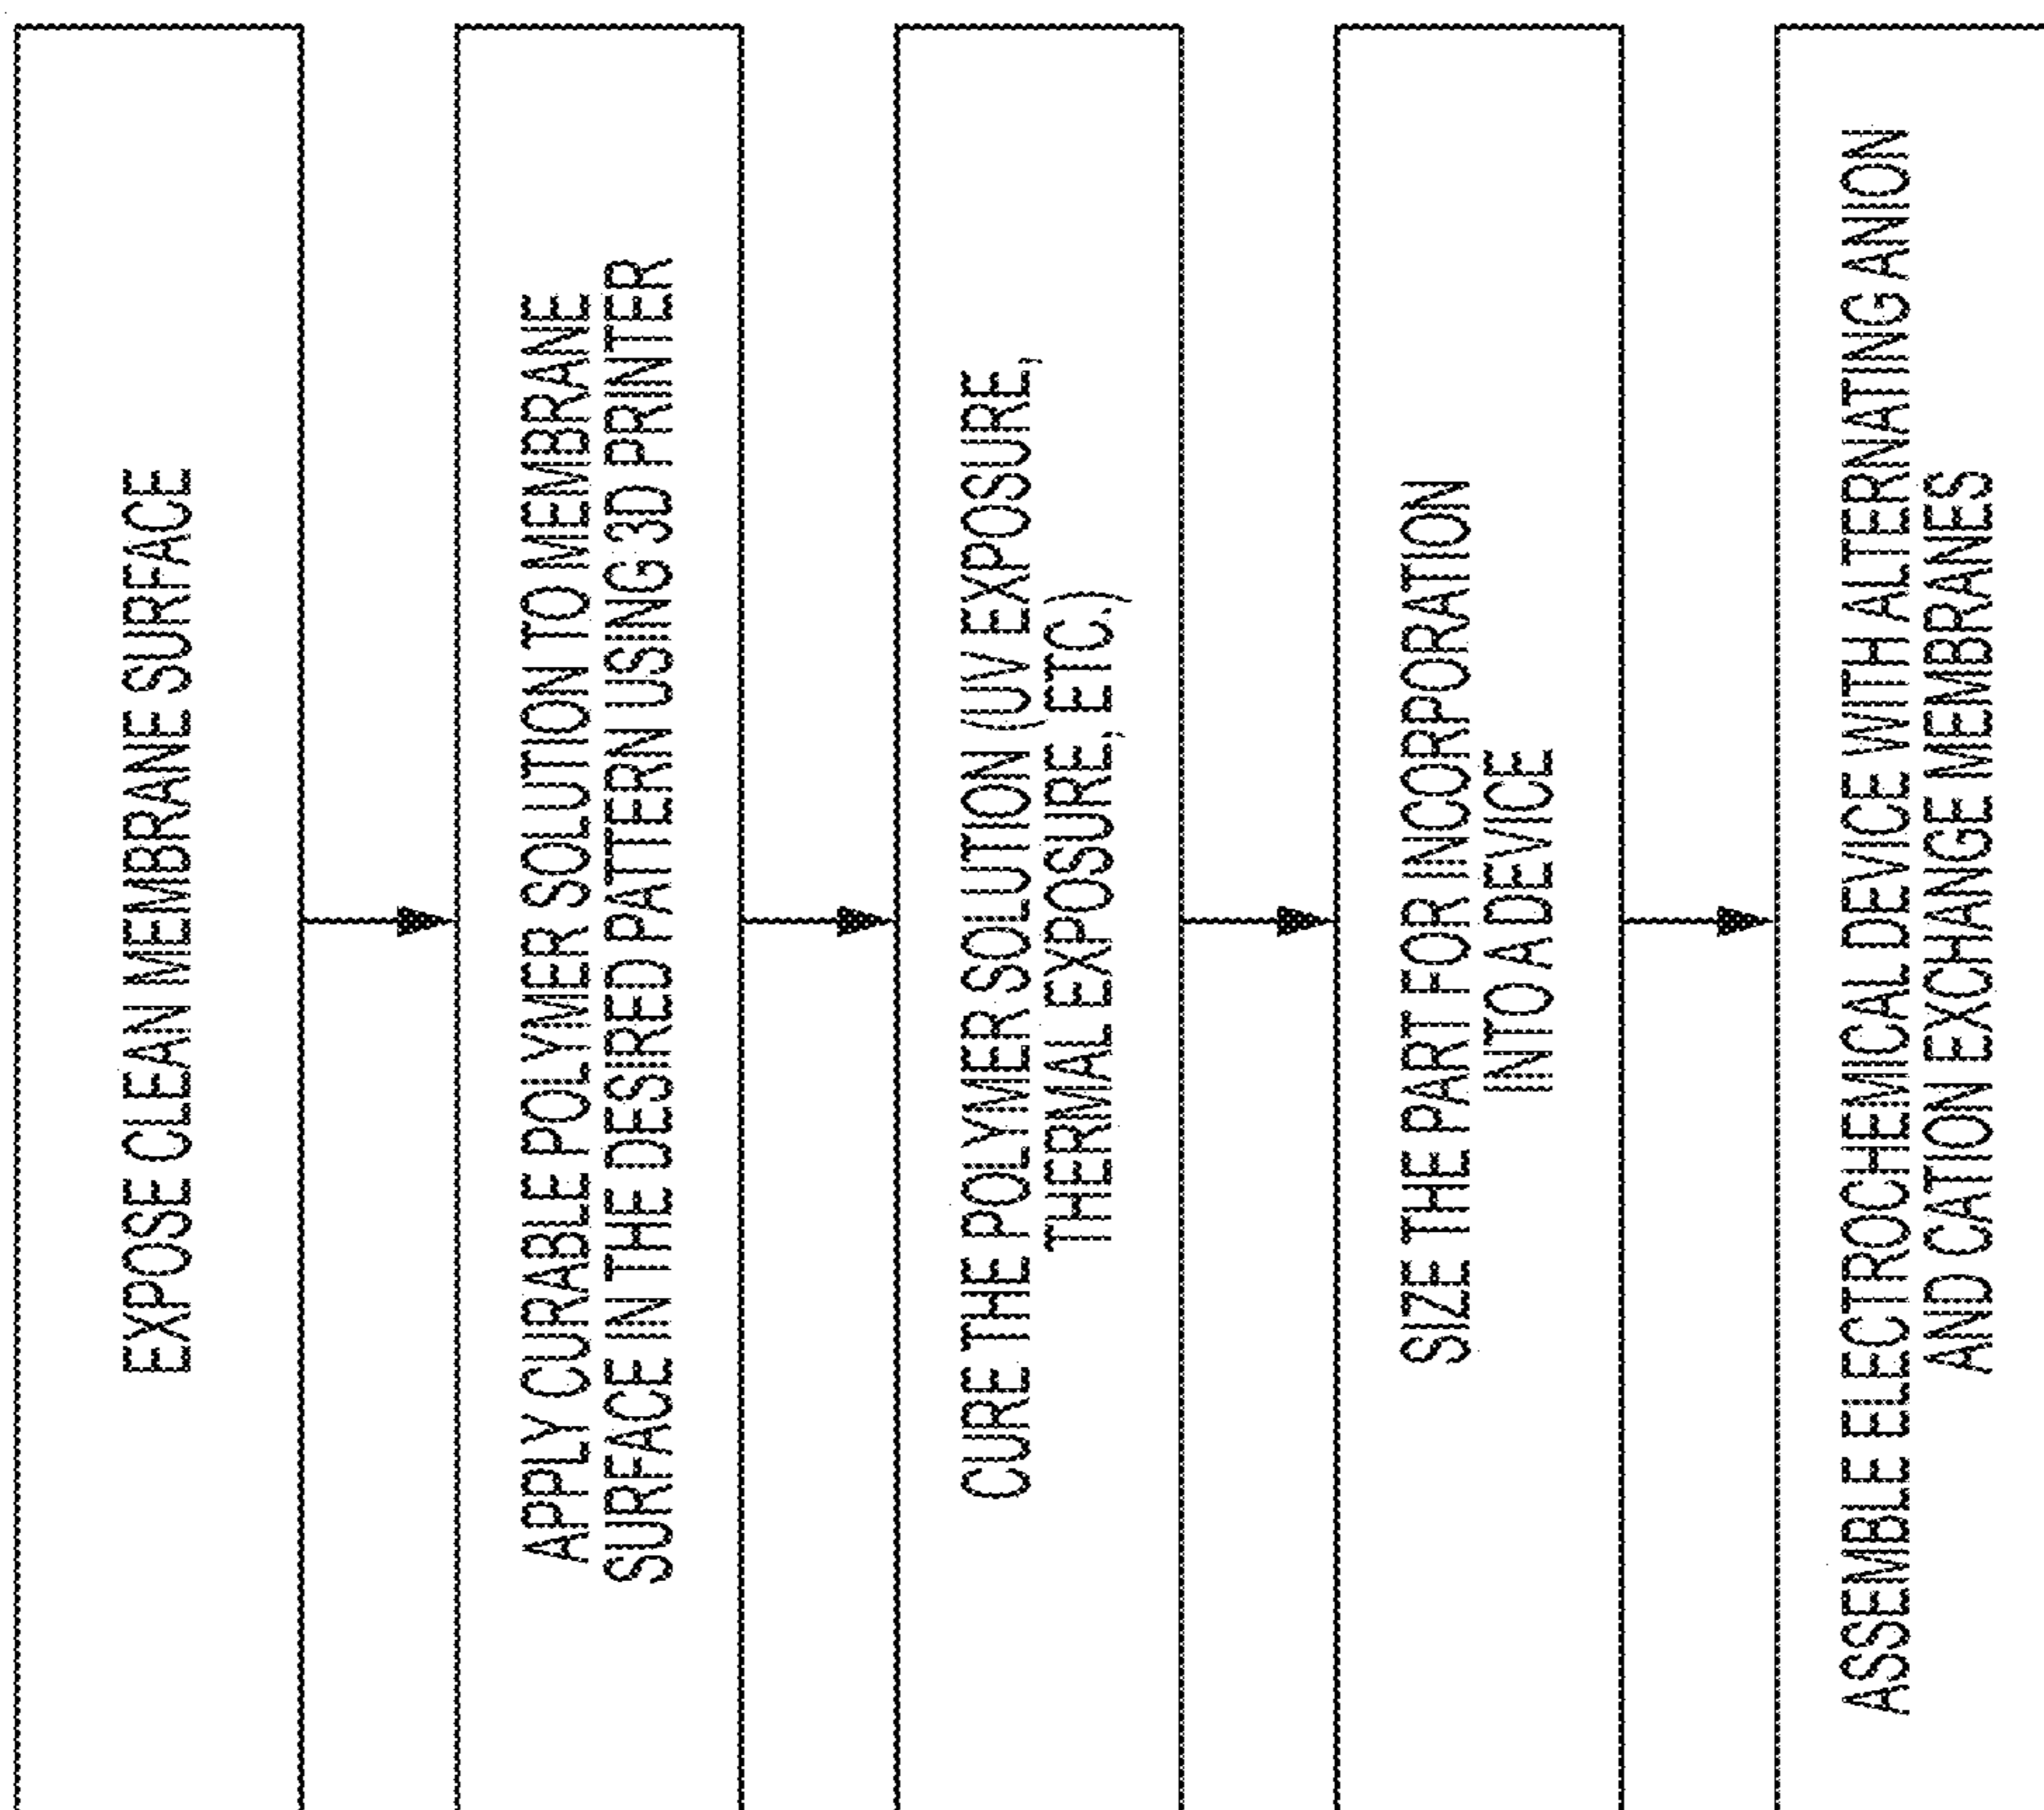 EXPOSE CLEAN MEMBRANE SURFACE
APPLY CURABLE POLYMER SOLUTION TO MEMBRANE
SURFACE IN THE DESIRED PATTERN USING 3D PRINTER
CURE THE POLYMER SOLUTION (UV EXPOSURE,
THERMAL EXPOSURE, ETC.)
SIZE THE PART FOR INCORPORATION
INTO A DEVICE
ASSEMBLE ELECTROCHEMICAL DEVICE WITH ALTERNATING ANION
AND CATION EXCHANGE MEMBRANES